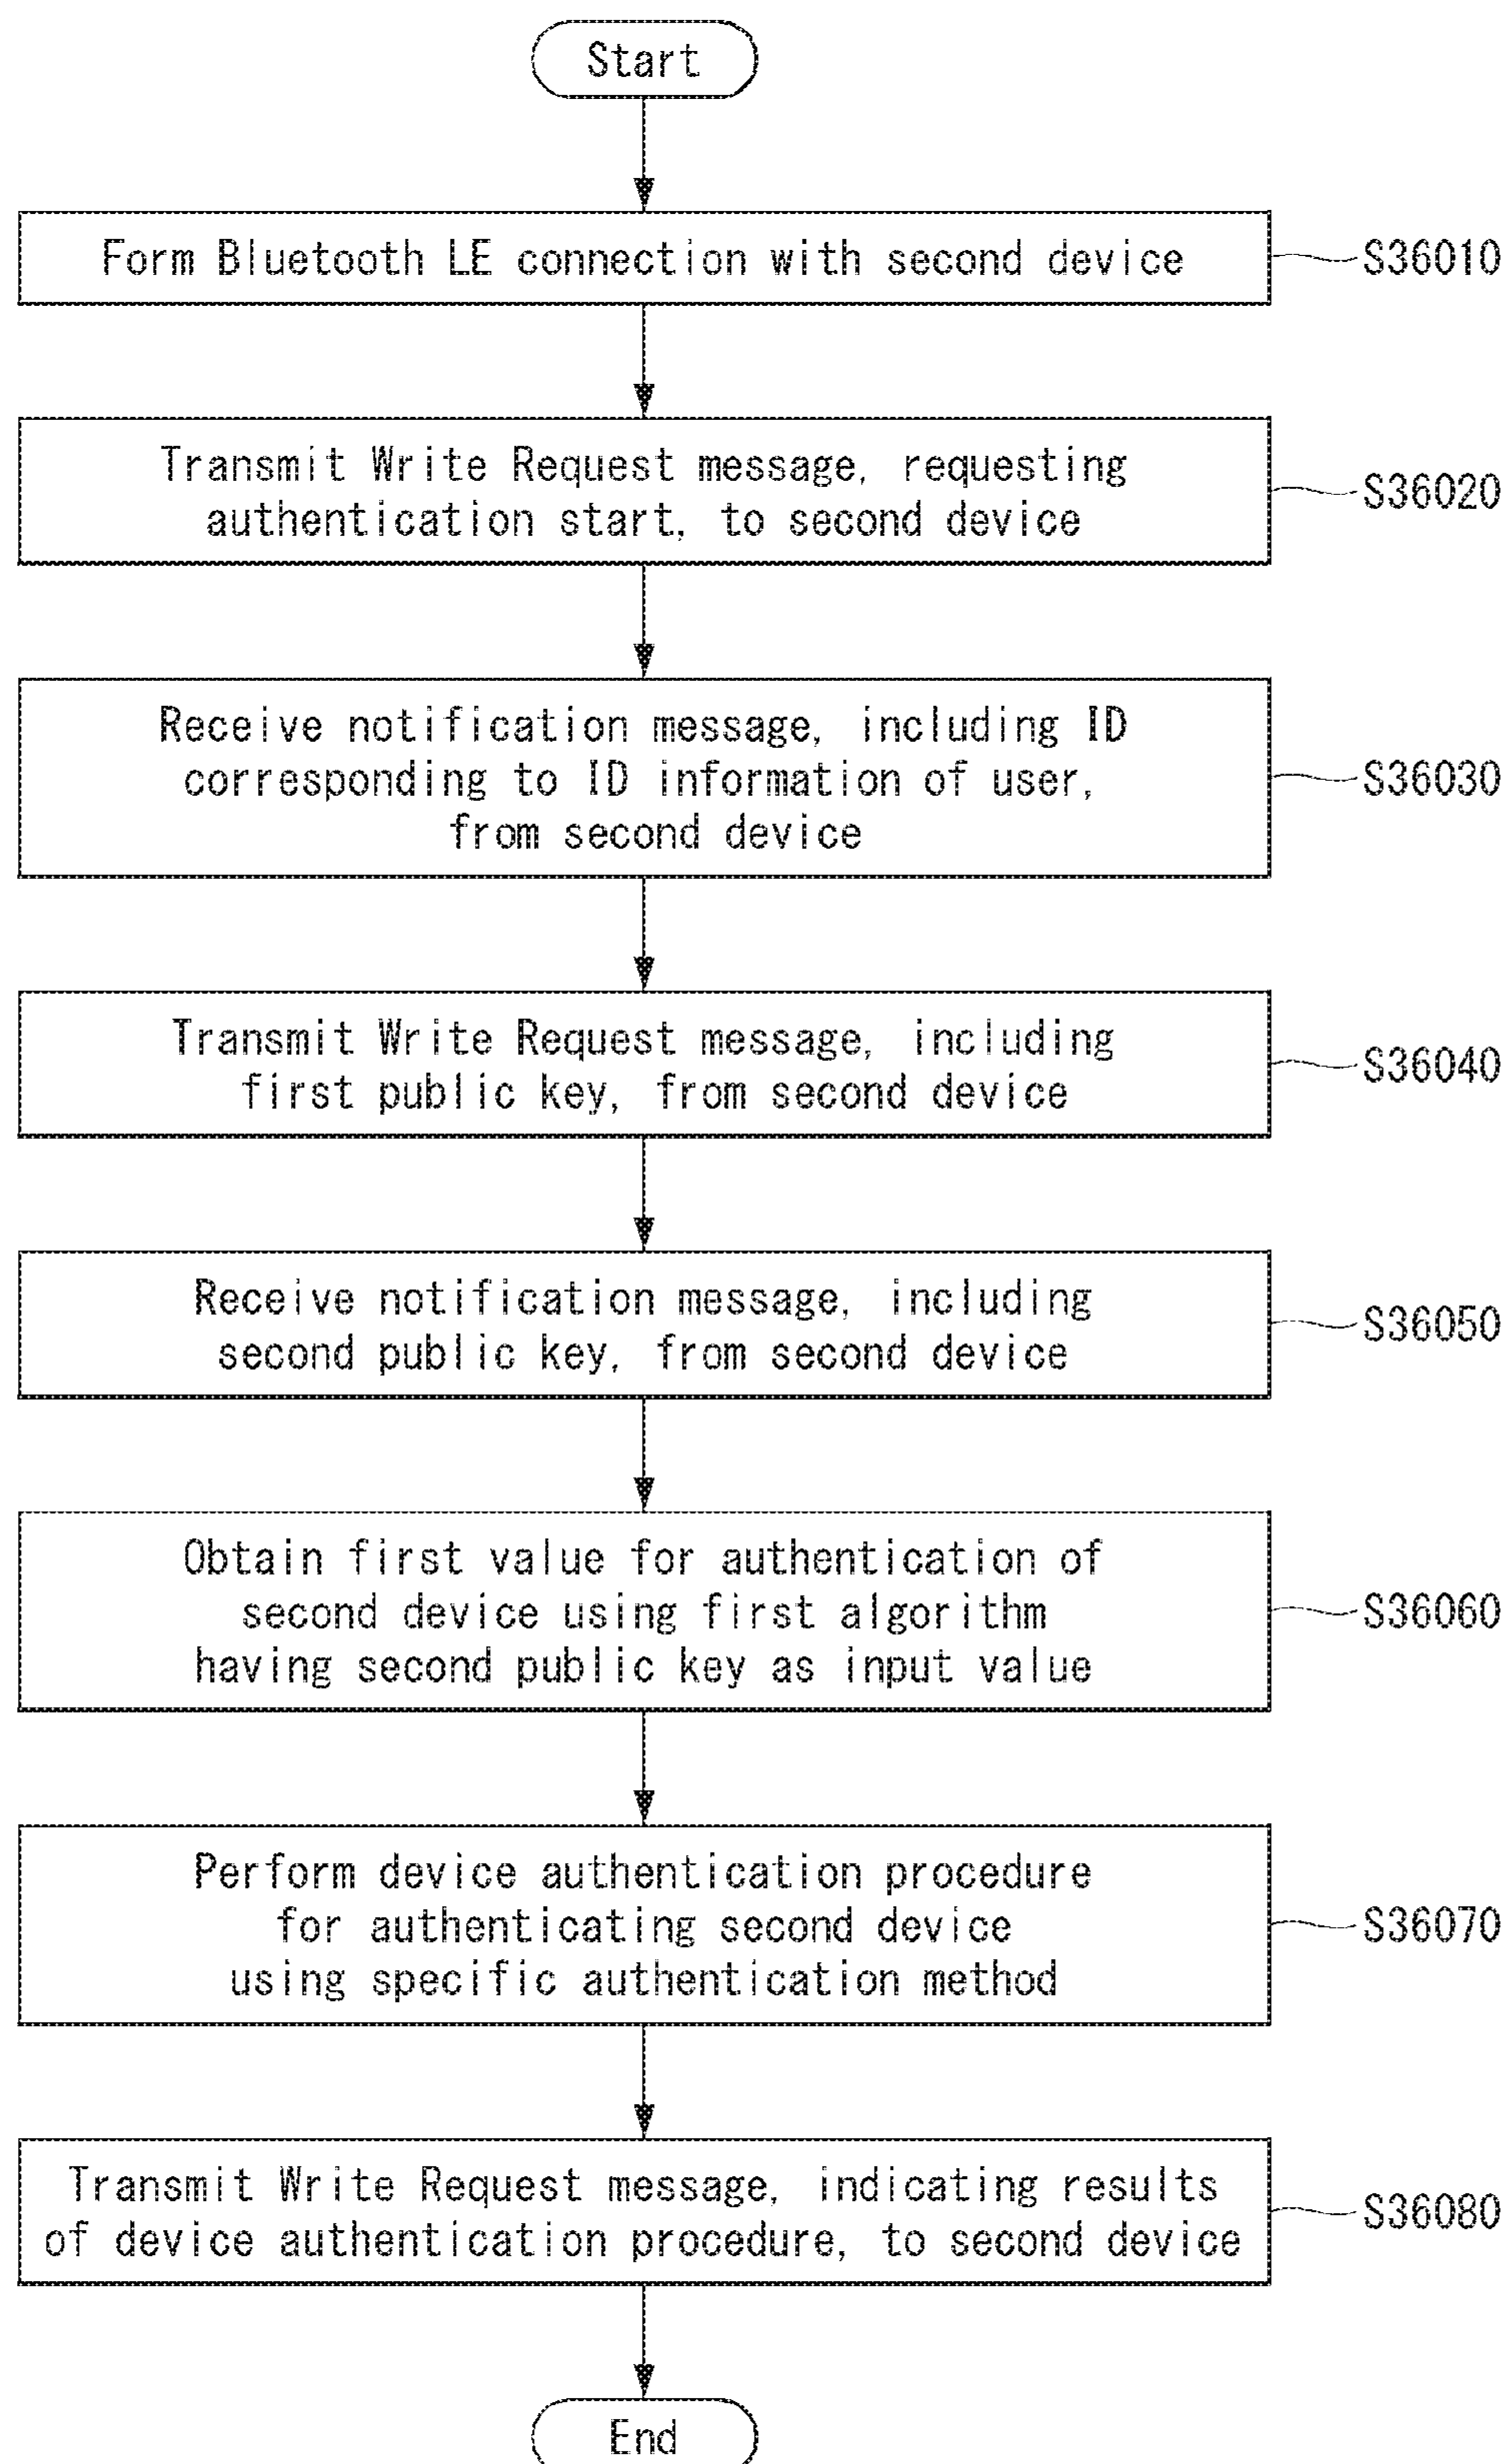 Start
Form Bluetooth LE connection with second device
S36010
Transmit Write Request message, requesting
authentication start, to second device
S36020
Receive notification message, including ID
corresponding to ID information of user,
from second device
S36030
Transmit Write Request message, including
first public key, from second device
S36040
Receive notification message, including
second public key, from second device
S36050
Obtain first value for authentication of
second device using first algorithm
having second public key as input value
S36060
Perform device authentication procedure
for authenticating second device
using specific authentication method
S36070
Transmit Write Request message, indicating results
of device authentication procedure, to second device
S36080
End